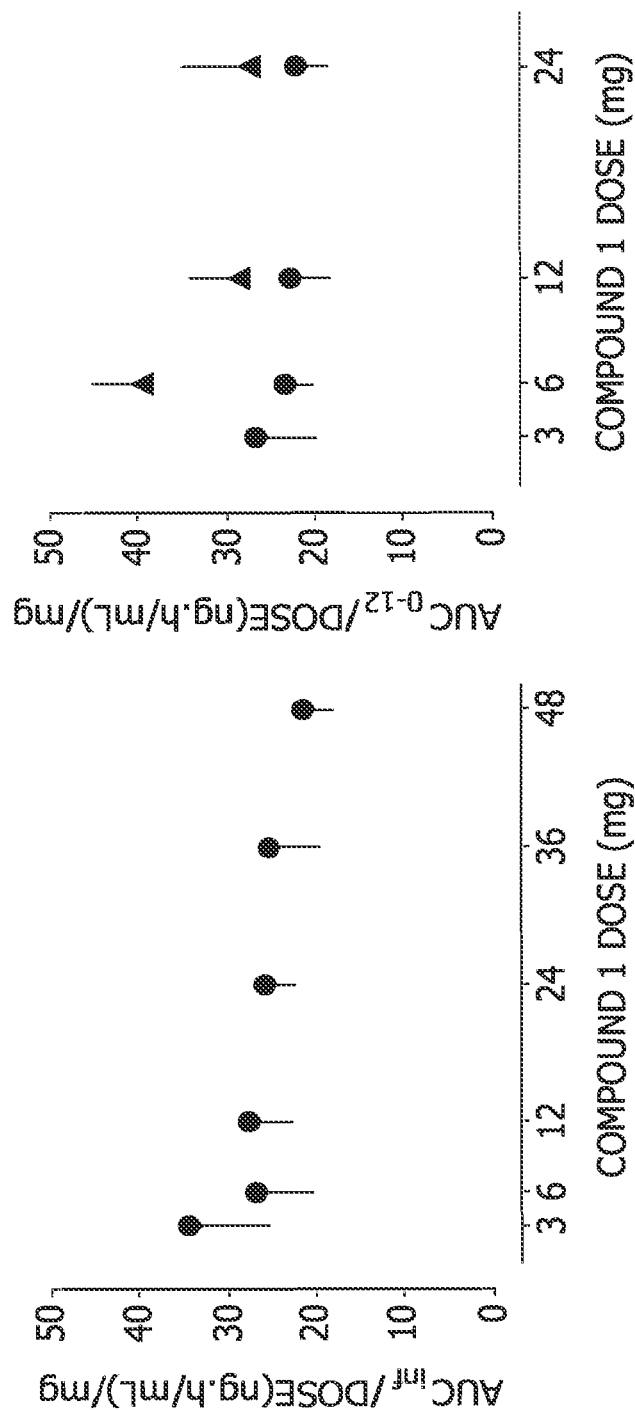 AUCinf/DOSE(ng.h/mL)/mg
50
40
30
20
10
0
3 6 12 24 36 48
COMPOUND 1 DOSE (mg)
AUC0-12/DOSE(ng.h/mL)/mg
50
40
30
20
10
0
3 6 12 24
COMPOUND 1 DOSE (mg)